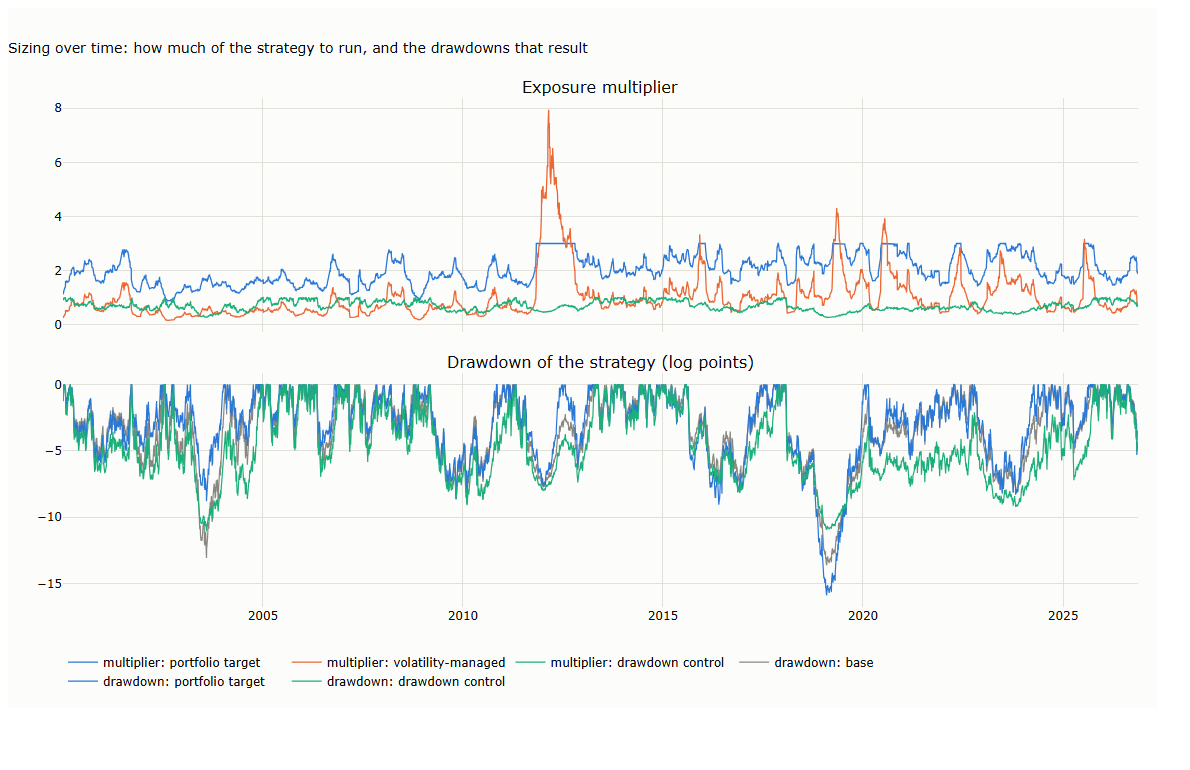 Sizing over time: how much of the strategy to run, and the drawdowns that result
Exposure multiplier
8
6
4
2
0
Drawdown of the strategy (log points)
0
−5
−10
−15
2005 2010 2015 2020 2025
multiplier: portfolio target multiplier: volatility-managed multiplier: drawdown control drawdown: base
drawdown: portfolio target drawdown: drawdown control